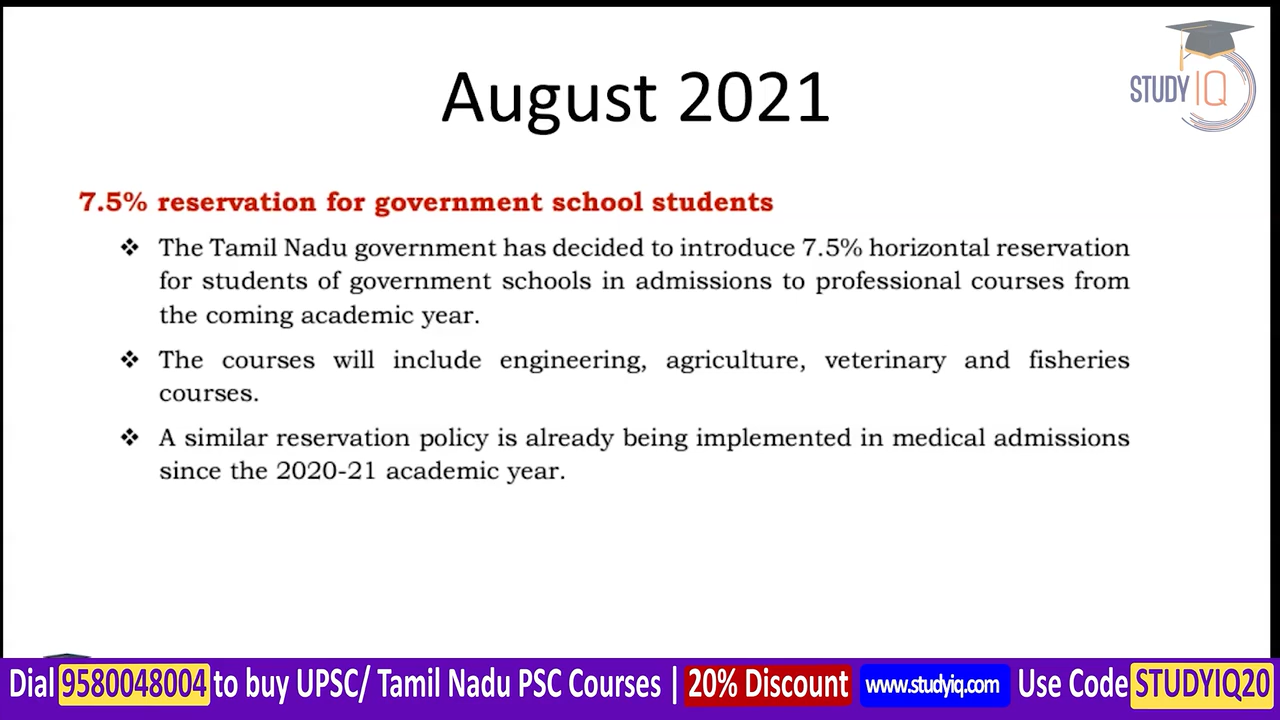 August 2021
STUDY IQ
7.5% reservation for government school students
❖ The Tamil Nadu government has decided to introduce 7.5% horizontal reservation
for students of government schools in admissions to professional courses from
the coming academic year.
❖ The courses will include engineering, agriculture, veterinary and fisheries
courses.
❖ A similar reservation policy is already being implemented in medical admissions
since the 2020-21 academic year.
Dial 9580048004 to buy UPSC/ Tamil Nadu PSC Courses | 20% Discount www.studyiq.com Use Code STUDYIQ20